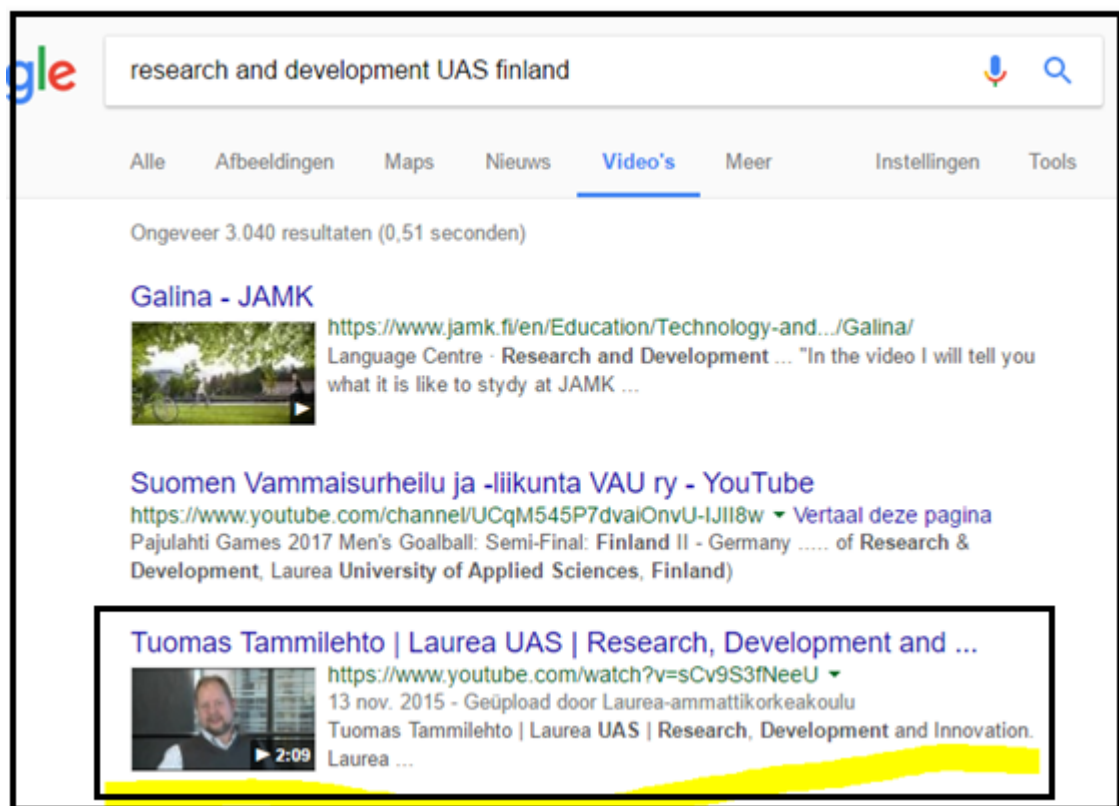 gle
research and development UAS finland
Alle Afbeeldingen Maps Nieuws Video's Meer Instellingen Tools
Ongeveer 3.040 resultaten (0,51 seconden)
Galina - JAMK
https://www.jamk.fi/en/Education/Technology-and.../Galina/
Language Centre · Research and Development ... "In the video I will tell you
what it is like to stydy at JAMK ...
Suomen Vammaisurheilu ja -liikunta VAU ry - YouTube
https://www.youtube.com/channel/UCqM545P7dvaiOnvU-IJII8w Vertaal deze pagina
Pajulahti Games 2017 Men's Goalball: Semi-Final: Finland II - Germany ..... of Research &
Development, Laurea University of Applied Sciences, Finland)
Tuomas Tammilehto | Laurea UAS | Research, Development and ...
https://www.youtube.com/watch?v=sCv9S3fNeeU
13 nov. 2015 - Geüpload door Laurea-ammattikorkeakoulu
Tuomas Tammilehto | Laurea UAS | Research, Development and Innovation.
2:09
Laurea ...